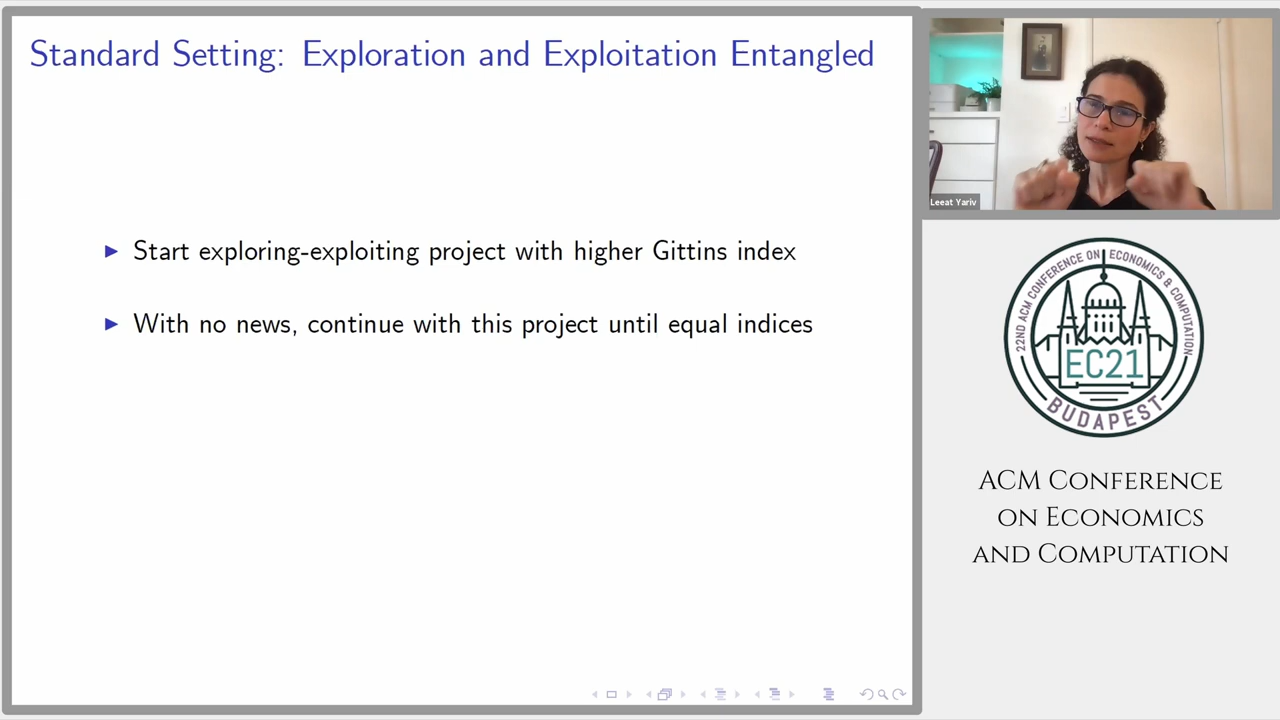 Standard Setting: Exploration and Exploitation Entangled
Start exploring-exploiting project with higher Gittins index
With no news, continue with this project until equal indices
Leeat Yariv
22ND ACM CONFERENCE ON ECONOMICS & COMPUTATION
EC21
BUDAPEST
ACM Conference
on Economics
and Computation